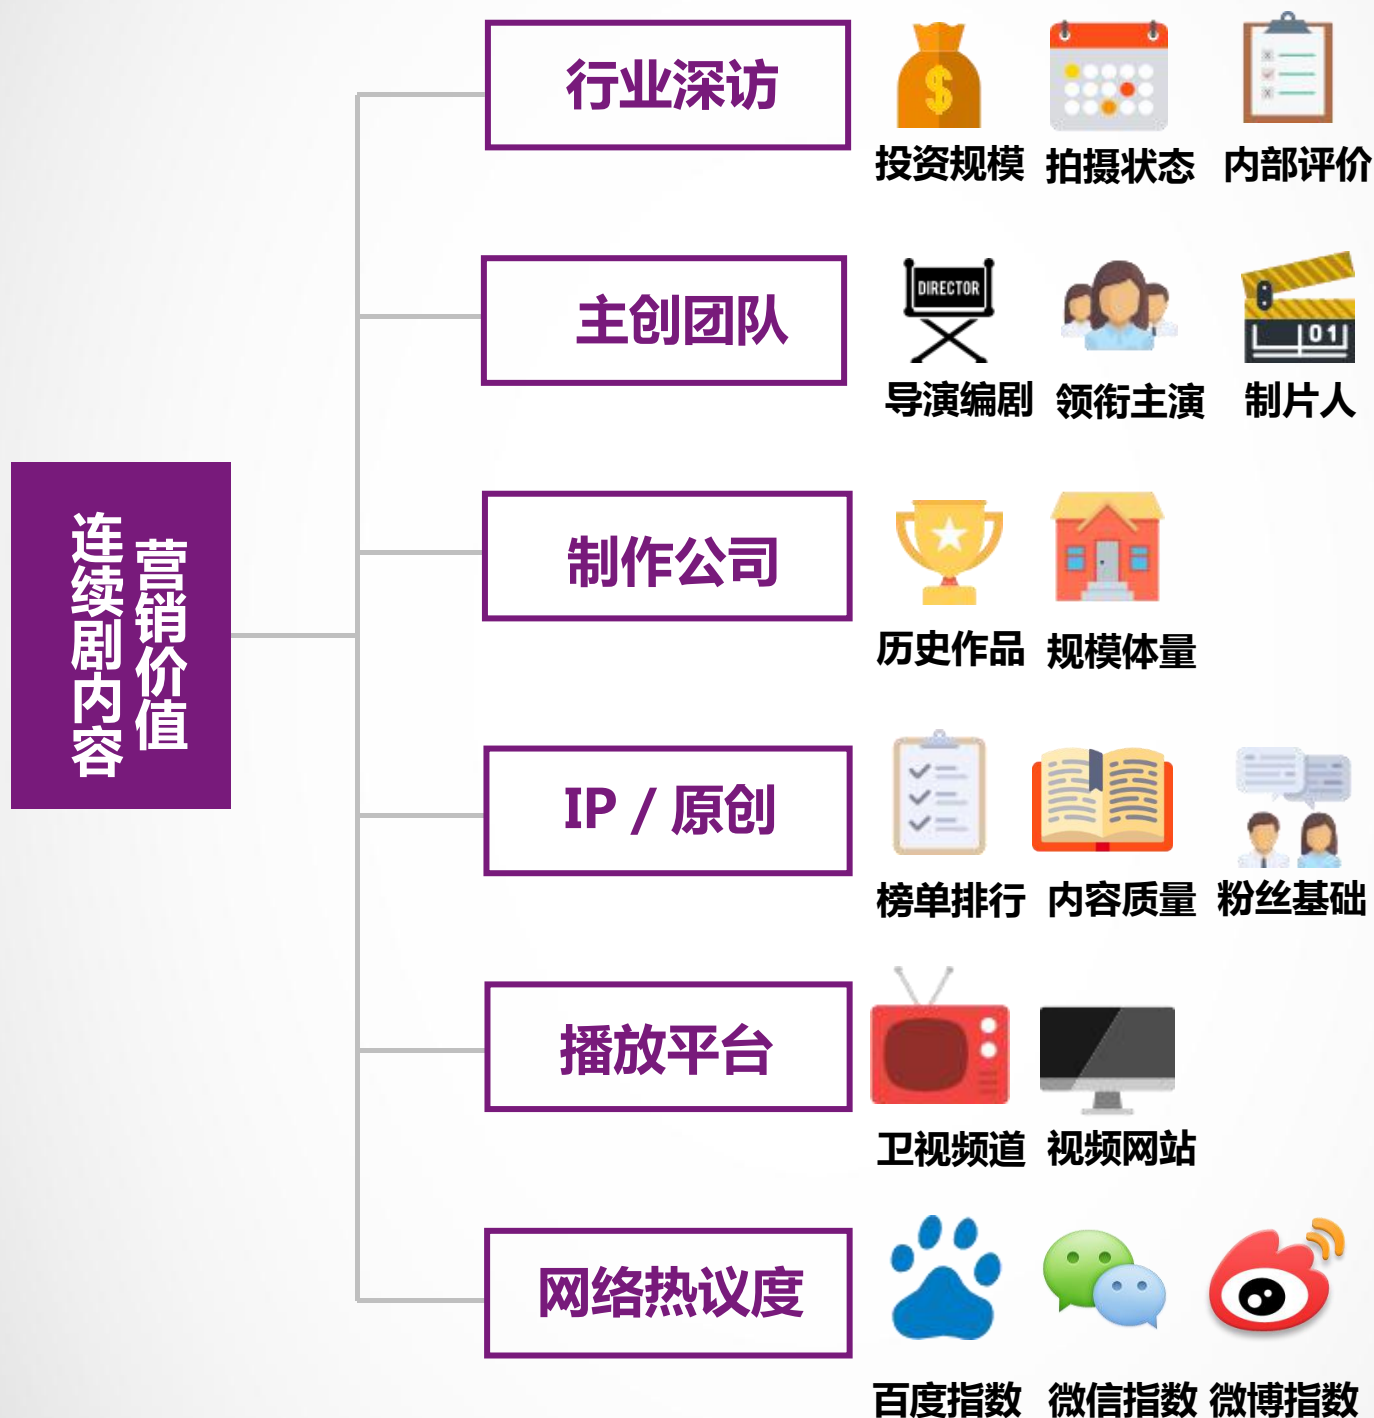 连续剧内容
营销价值
行业深访
投资规模 拍摄状态 内部评价
主创团队
DIRECTOR
01
导演编剧 领衔主演 制片人
制作公司
历史作品 规模体量
IP / 原创
榜单排行 内容质量 粉丝基础
播放平台
卫视频道 视频网站
网络热议度
百度指数 微信指数 微博指数